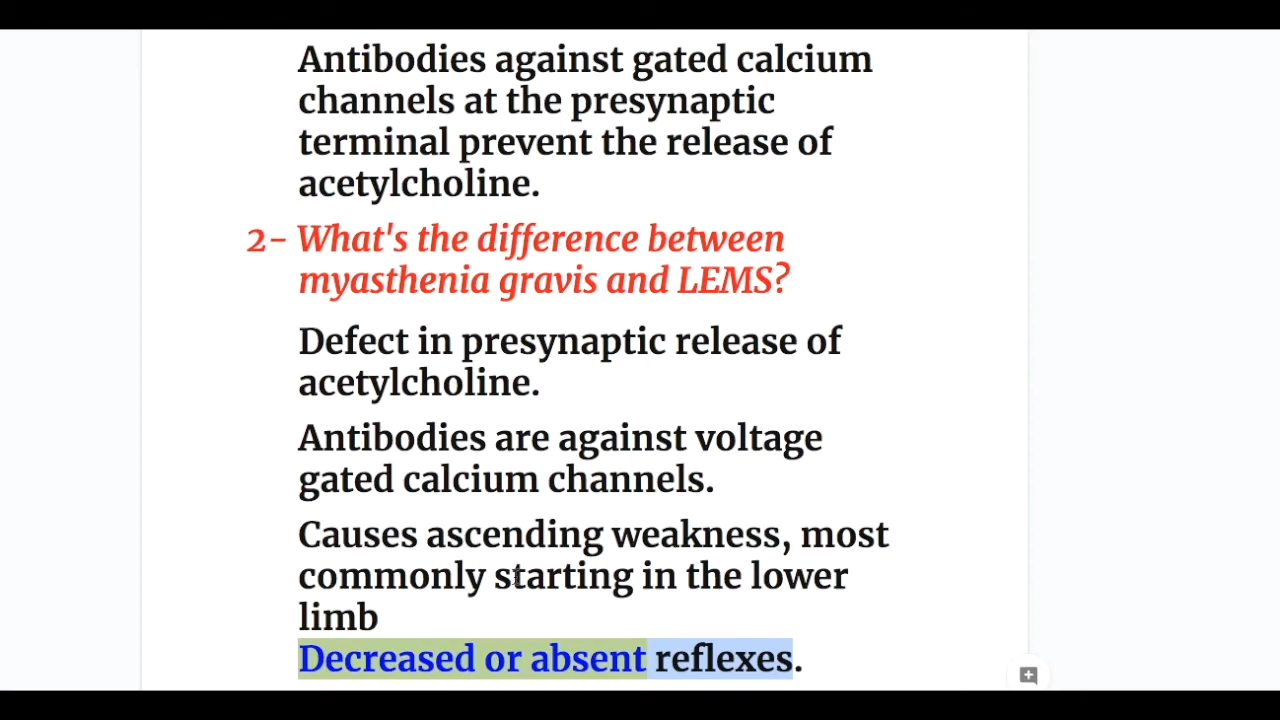 Antibodies against gated calcium
channels at the presynaptic
terminal prevent the release of
acetylcholine.
2- What's the difference between
myasthenia gravis and LEMS?
Defect in presynaptic release of
acetylcholine.
Antibodies are against voltage
gated calcium channels.
Causes ascending weakness, most
commonly starting in the lower
limb
Decreased or absent reflexes.